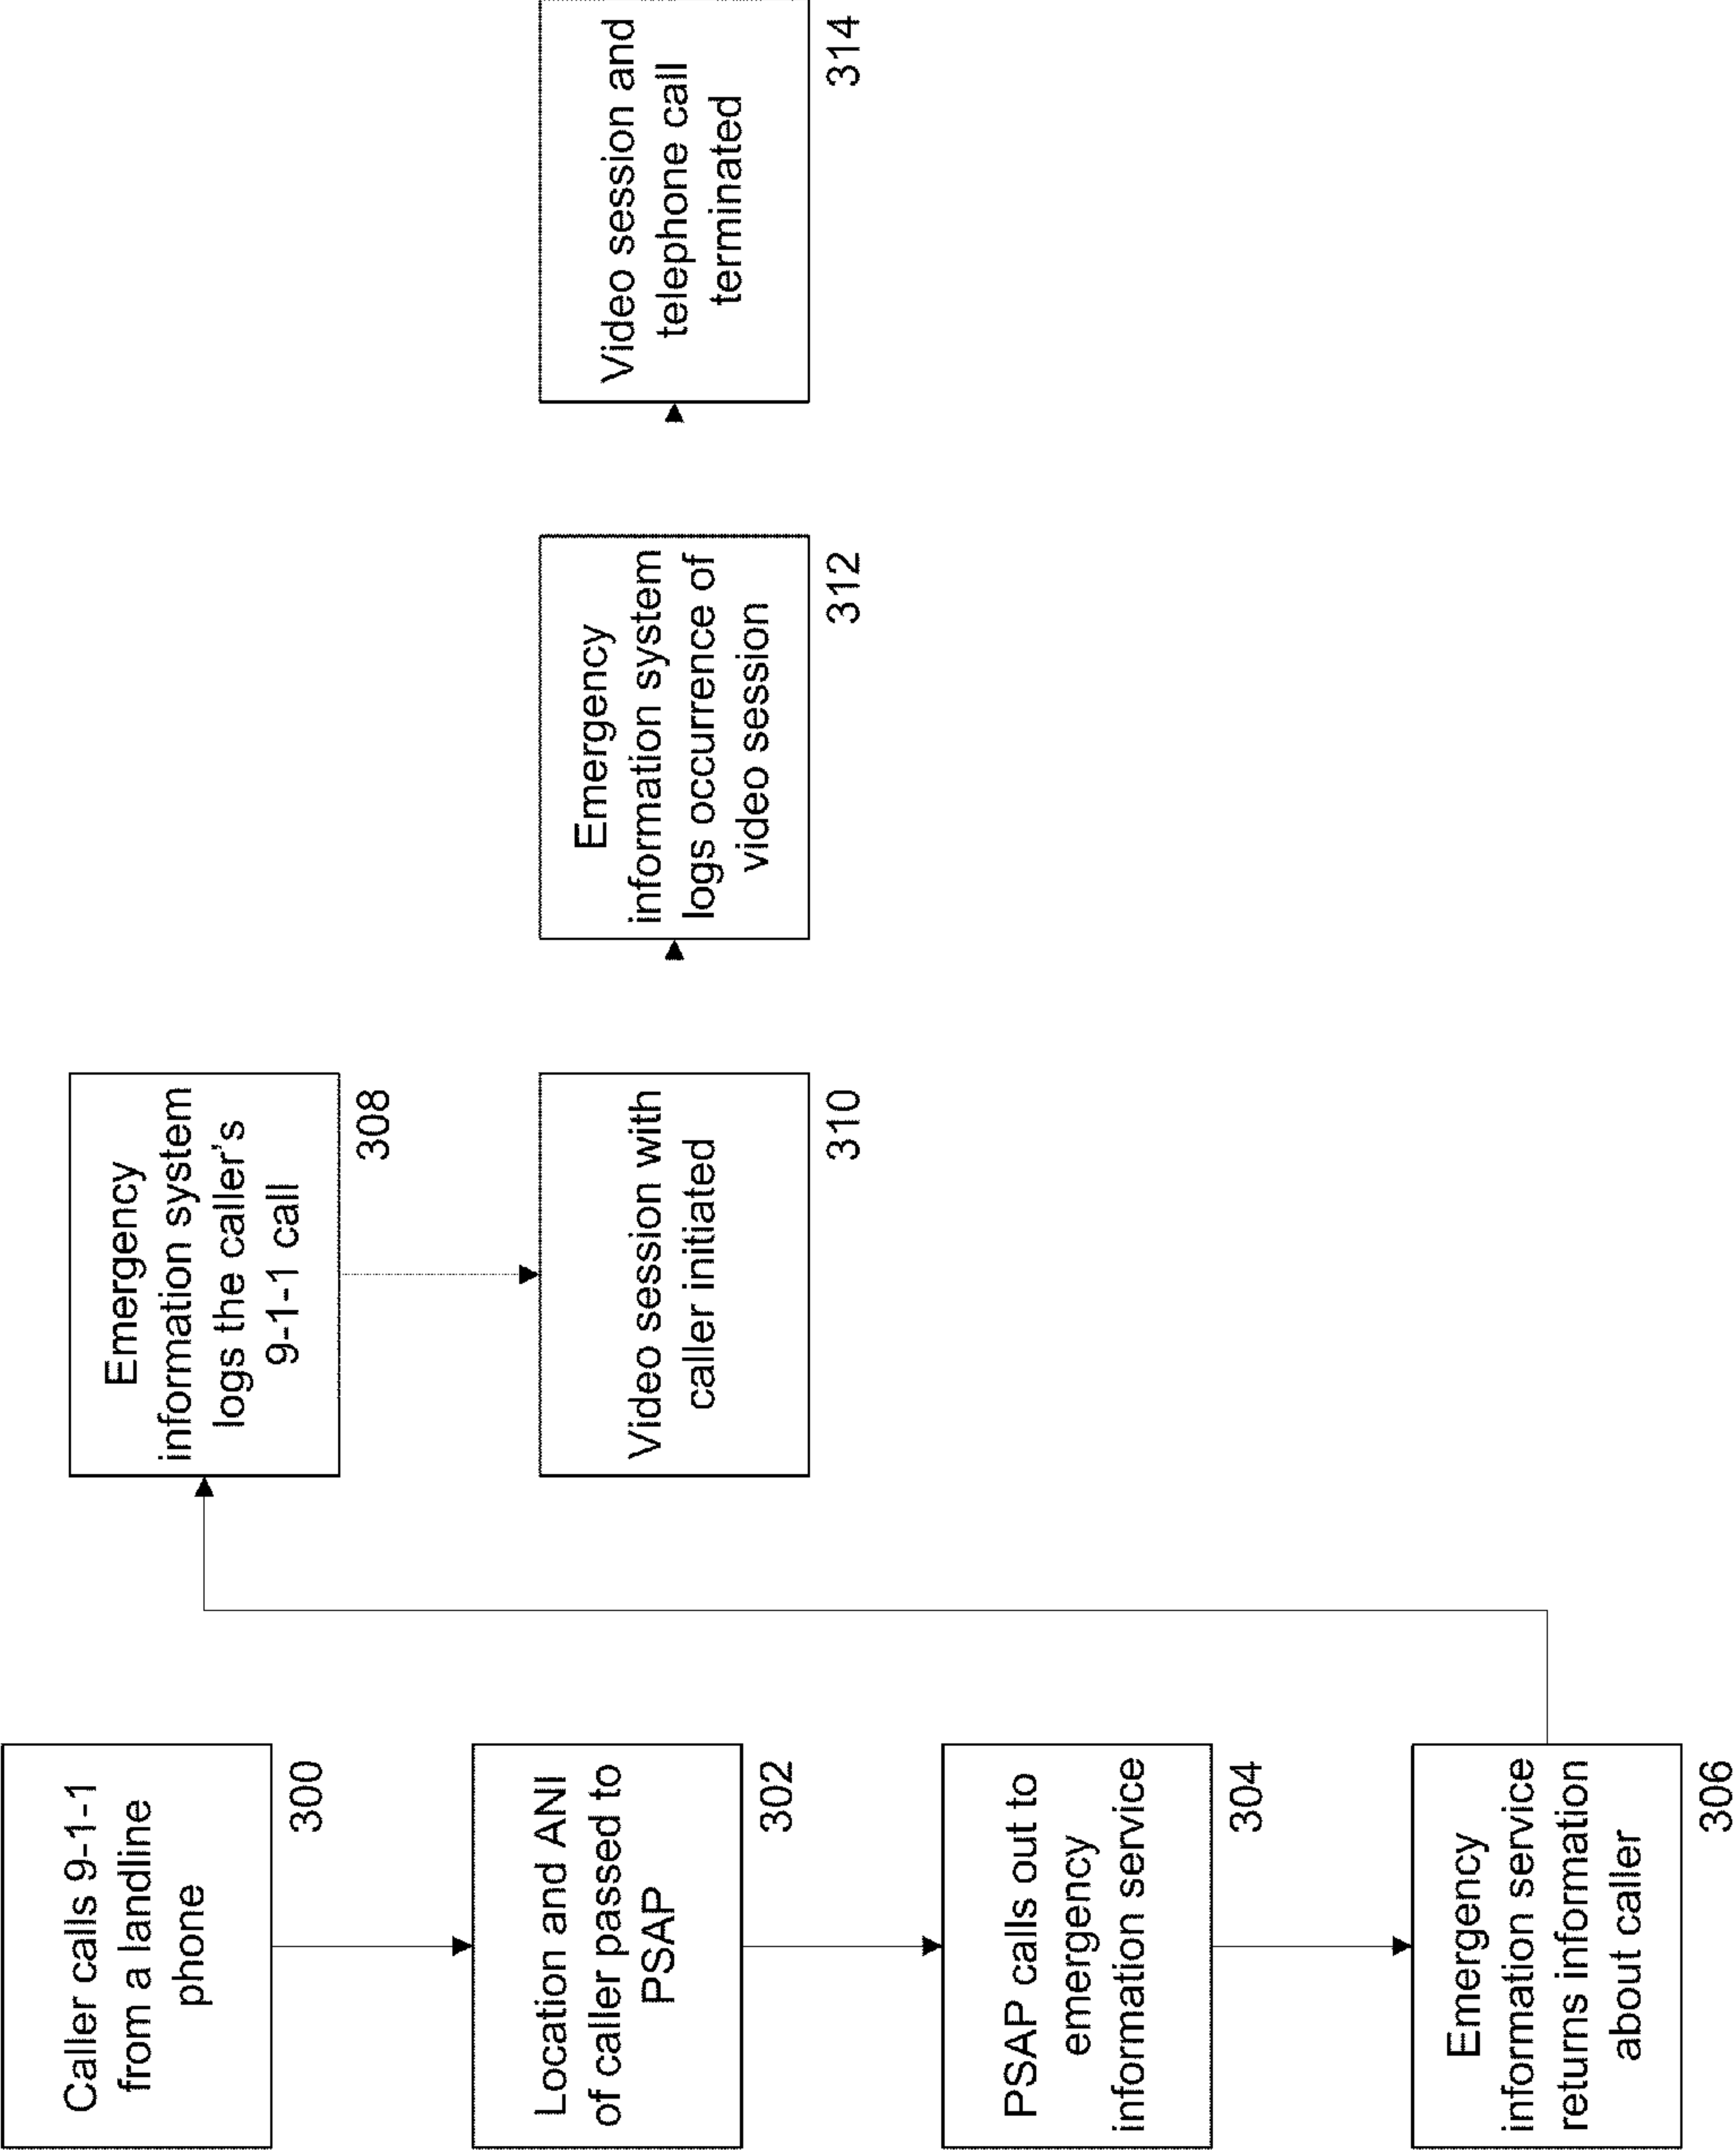 Caller calls 9-1-1
from a landline
phone
300
Location and ANI
of caller passed to
PSAP
302
PSAP calls out to
emergency
information service
304
Emergency
information service
returns information
about caller
306
Emergency
information system
logs the caller's
9-1-1 call
308
Video session with
caller initiated
310
Emergency
information system
logs occurrence of
video session
312
Video session and
telephone call
terminated
314